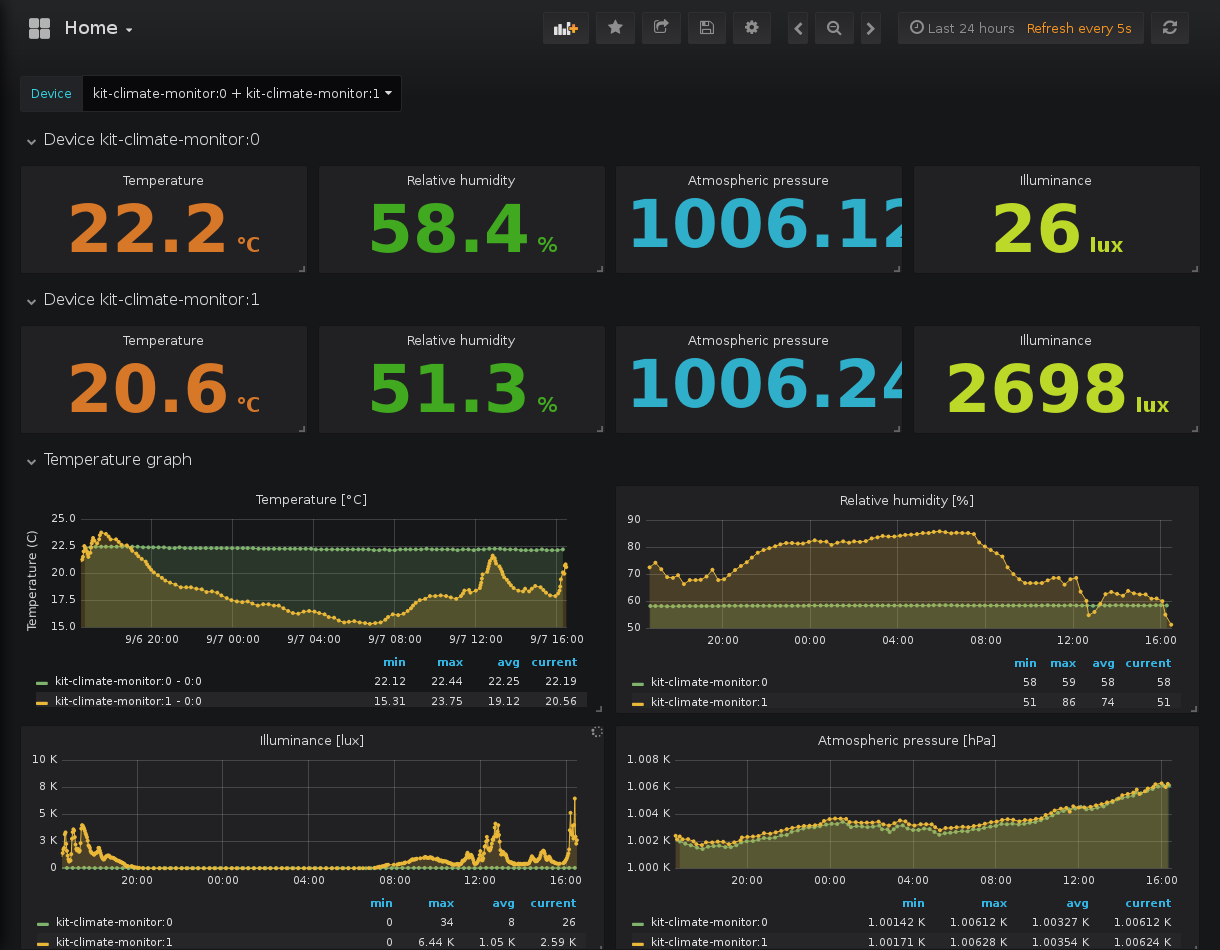 Home
Last 24 hours Refresh every 5s
Device kit-climate-monitor:0 + kit-climate-monitor:1
Device kit-climate-monitor:0
Temperature Relative humidity Atmospheric pressure Illuminance
22.2 °C 58.4 % 1006.12 26 lux
Device kit-climate-monitor:1
Temperature Relative humidity Atmospheric pressure Illuminance
20.6 °C 51.3 % 1006.24 2698 lux
Temperature graph
Temperature [°C]
Temperature (C)
25.0
22.5
20.0
17.5
15.0
9/6 20:00 9/7 00:00 9/7 04:00 9/7 08:00 9/7 12:00 9/7 16:00
min max avg current
kit-climate-monitor:0 - 0:0 22.12 22.44 22.25 22.19
kit-climate-monitor:1 - 0:0 15.31 23.75 19.12 20.56
Relative humidity [%]
90
80
70
60
50
20:00 00:00 04:00 08:00 12:00 16:00
min max avg current
kit-climate-monitor:0 58 59 58 58
kit-climate-monitor:1 51 86 74 51
Illuminance [lux]
10 K
8 K
5 K
3 K
0
20:00 00:00 04:00 08:00 12:00 16:00
min max avg current
kit-climate-monitor:0 0 34 8 26
kit-climate-monitor:1 0 6.44 K 1.05 K 2.59 K
Atmospheric pressure [hPa]
1.008 K
1.006 K
1.004 K
1.002 K
1.000 K
20:00 00:00 04:00 08:00 12:00 16:00
min max avg current
kit-climate-monitor:0 1.00142 K 1.00612 K 1.00327 K 1.00612 K
kit-climate-monitor:1 1.00171 K 1.00628 K 1.00354 K 1.00624 K